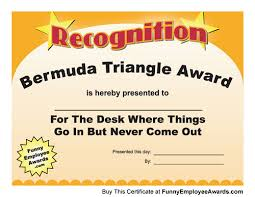 Recognition
Bermuda Triangle Award
is hereby presented to
For The Desk Where Things
Go In But Never Come Out
Funny
Employee
Awards
Presented this day:
By:
Buy This Certificate at FunnyEmployeeAwards.com